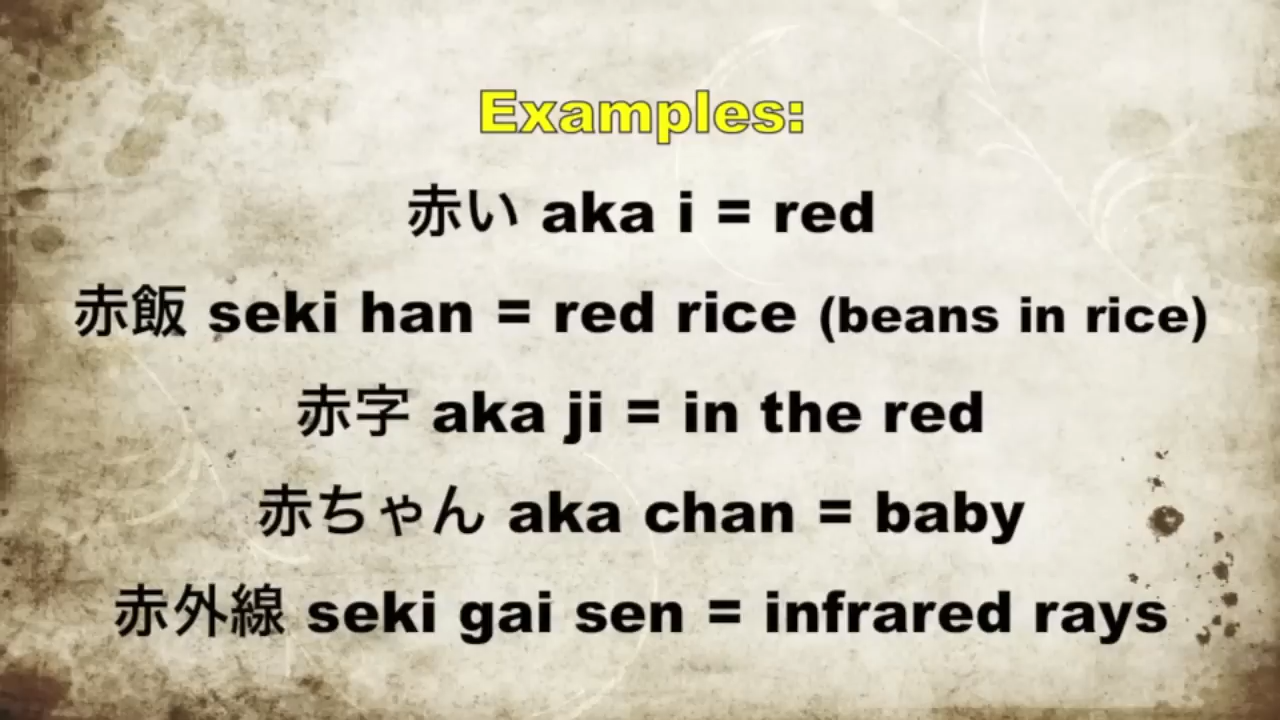 Examples:
赤い aka i = red
赤飯 seki han = red rice (beans in rice)
赤字 aka ji = in the red
赤ちゃん aka chan = baby
赤外線 seki gai sen = infrared rays